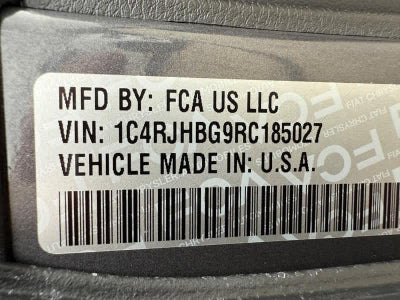 MFD BY: FCA US LLC
VIN: 1C4RJHBG9RC185027
VEHICLE MADE IN: U.S.A.